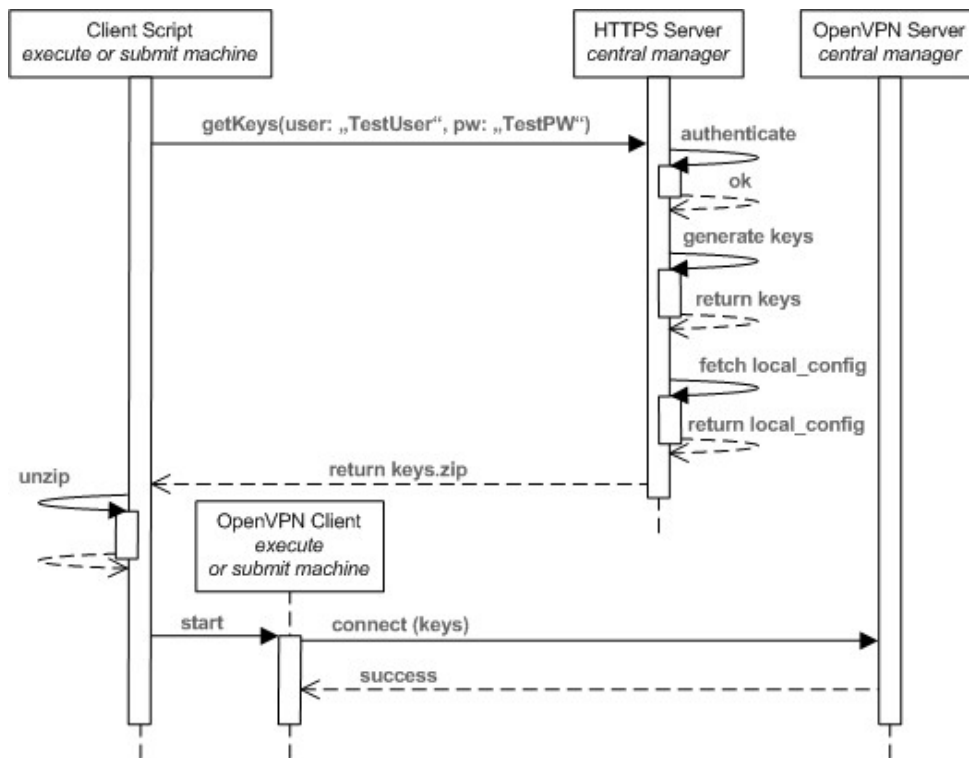 Client Script
execute or submit machine
HTTPS Server
central manager
OpenVPN Server
central manager
getKeys(user: „TestUser“, pw: „TestPW“)
authenticate
ok
generate keys
return keys
fetch local_config
return local_config
return keys.zip
unzip
OpenVPN Client
execute
or submit machine
start
connect (keys)
success